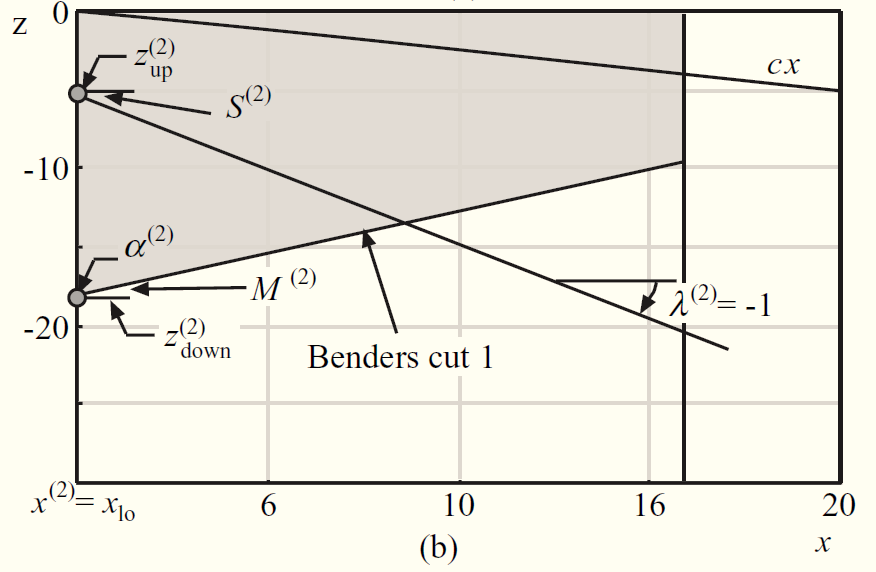 z
0
cx
z_up^(2)
S^(2)
-10
α^(2)
M^(2)
λ^(2)= -1
-20
z_down^(2)
Benders cut 1
x^(2)= x_lo
6
10
16
20
x
(b)